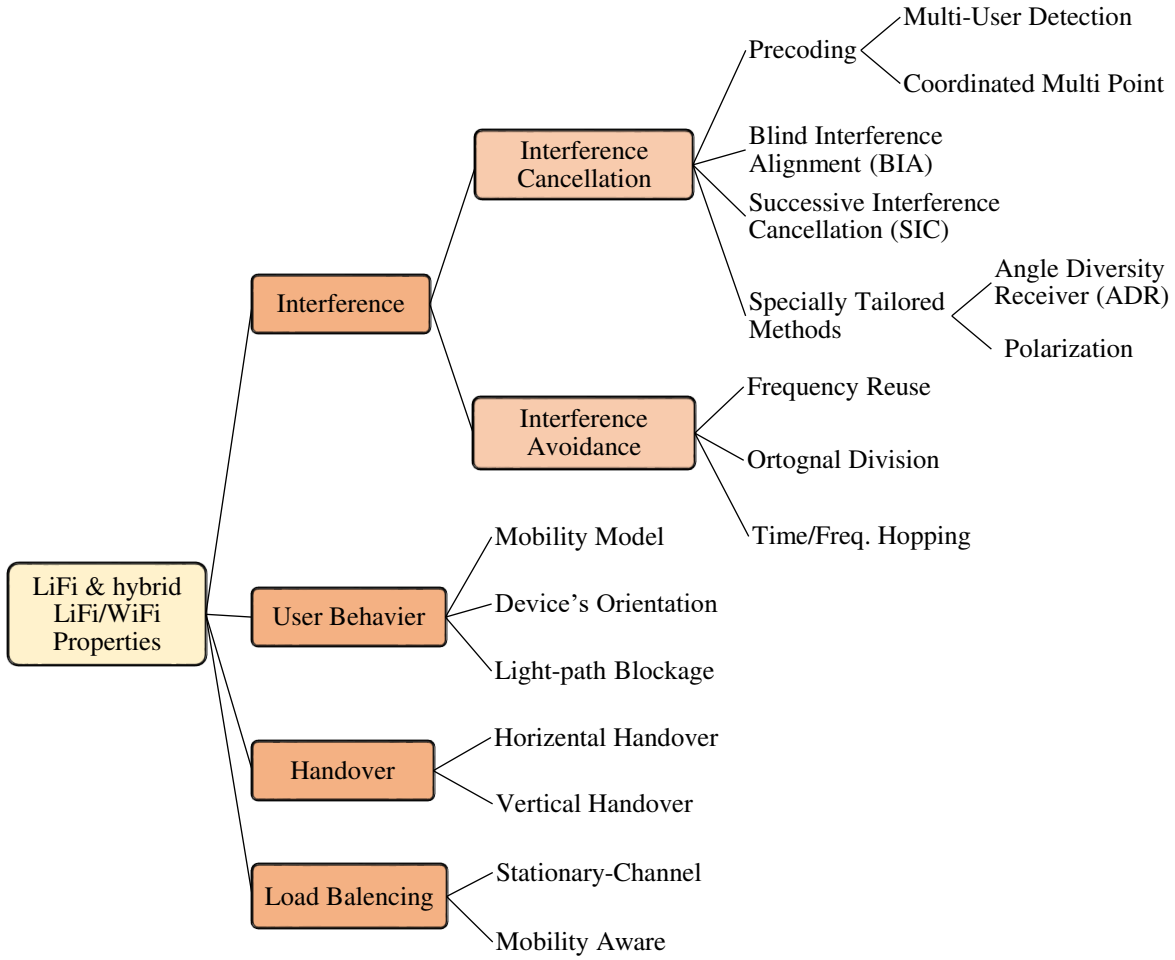 Multi-User Detection
Precoding
Coordinated Multi Point
Interference
Cancellation
Blind Interference
Alignment (BIA)
Successive Interference
Cancellation (SIC)
Angle Diversity
Receiver (ADR)
Interference
Specially Tailored
Methods
Polarization
Interference
Avoidance
Frequency Reuse
Ortognal Division
Time/Freq. Hopping
LiFi & hybrid
LiFi/WiFi
Properties
User Behavier
Mobility Model
Device’s Orientation
Light-path Blockage
Handover
Horizental Handover
Vertical Handover
Load Balencing
Stationary-Channel
Mobility Aware